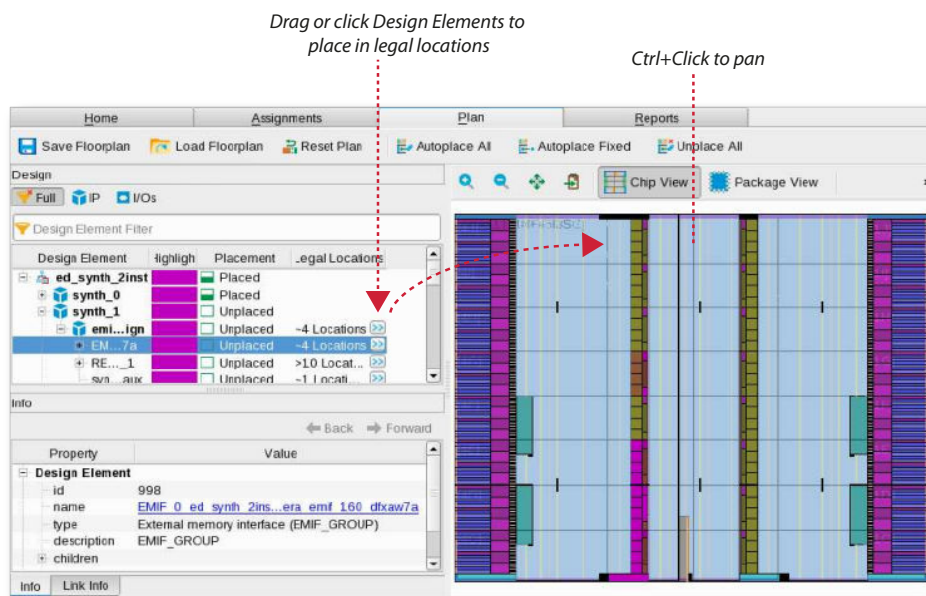 Drag or click Design Elements to
place in legal locations
Ctrl+Click to pan
Home Assignments Plan Reports
Save Floorplan Load Floorplan Reset Plan Autoplace All Autoplace Fixed Unplace All
Design
Full IP I/Os
Chip View Package View
Design Element Filter
Design Element Highligh Placement .egal Locations
ed_synth_2inst Placed
synth_0 Placed
synth_1 Unplaced
emi...ign Unplaced ~4 Locations >>
EM...7a Unplaced ~4 Locations >>
RE..._1 Unplaced >10 Locat... >>
syn...aux Unplaced ~1 Locati... >>
Info
Back Forward
Property Value
Design Element
id 998
name EMIF_0_ed_synth_2ins...era_emif_160_dfxaw7a
type External memory interface (EMIF_GROUP)
description EMIF_GROUP
children
Info Link Info